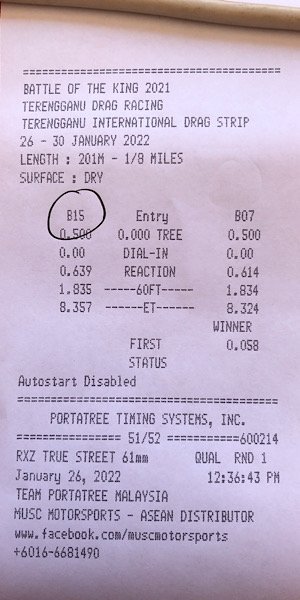 ================================
BATTLE OF THE KING 2021
TERENGGANU DRAG RACING
TERENGGANU INTERNATIONAL DRAG STRIP
26 - 30 JANUARY 2022
LENGTH : 201M - 1/8 MILES
SURFACE : DRY
B15 Entry B07
0.500 0.000 TREE 0.500
0.00 DIAL-IN 0.00
0.639 REACTION 0.614
1.835 ------60FT----- 1.834
8.357 ------ET----- 8.324
WINNER
FIRST 0.058
STATUS
Autostart Disabled
================================
PORTATREE TIMING SYSTEMS, INC.
================ 51/52 ===========600214
RXZ TRUE STREET 61mm QUAL RND 1
January 26, 2022 12:36:43 PM
TEAM PORTATREE MALAYSIA
MUSC MOTORSPORTS - ASEAN DISTRIBUTOR
www.facebook.com/muscmotorsports
+6016-6681490